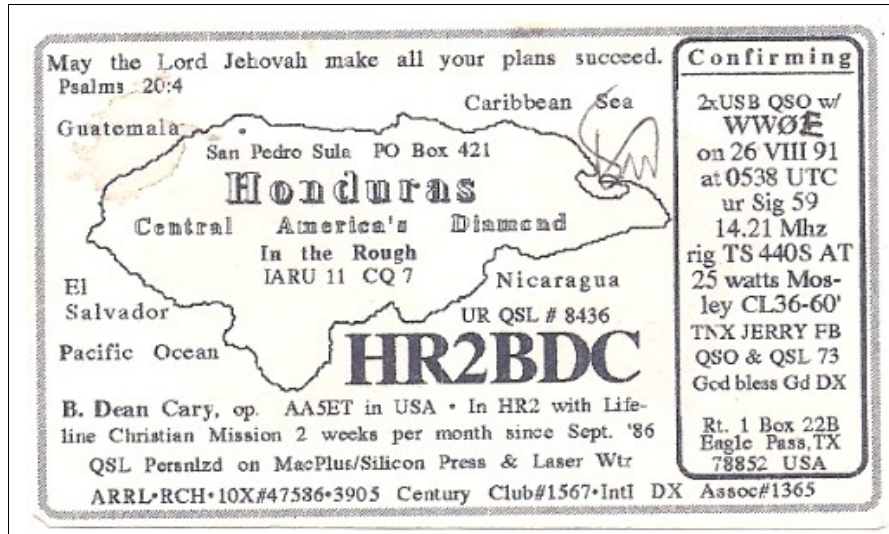 May the Lord Jehovah make all your plans succeed.
Psalms 20:4
Caribbean Sea
Guatemala
San Pedro Sula PO Box 421
Honduras
Central America's Diamond
In the Rough
IARU 11 CQ 7
El
Salvador
Nicaragua
UR QSL # 8436
Pacific Ocean
HR2BDC
B. Dean Cary, op. AA5ET in USA • In HR2 with Life-
line Christian Mission 2 weeks per month since Sept. '86
QSL Persnlzd on MacPlus/Silicon Press & Laser Wtr
ARRL•RCH•10X#47586•3905 Century Club#1567•Intl DX Assoc#1365
Confirming
2xUSB QSO w/
WWØE
on 26 VIII 91
at 0538 UTC
ur Sig 59
14.21 Mhz
rig TS 440S AT
25 watts Mos-
ley CL36-60'
TNX JERRY FB
QSO & QSL 73
God bless Gd DX
Rt. 1 Box 22B
Eagle Pass,TX
78852 USA